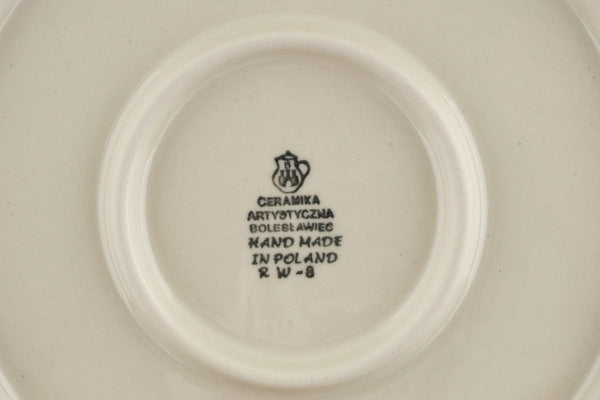 B
CERAMIKA
ARTYSTYCZNA
BOLESŁAWIEC
HAND MADE
IN POLAND
R W-8